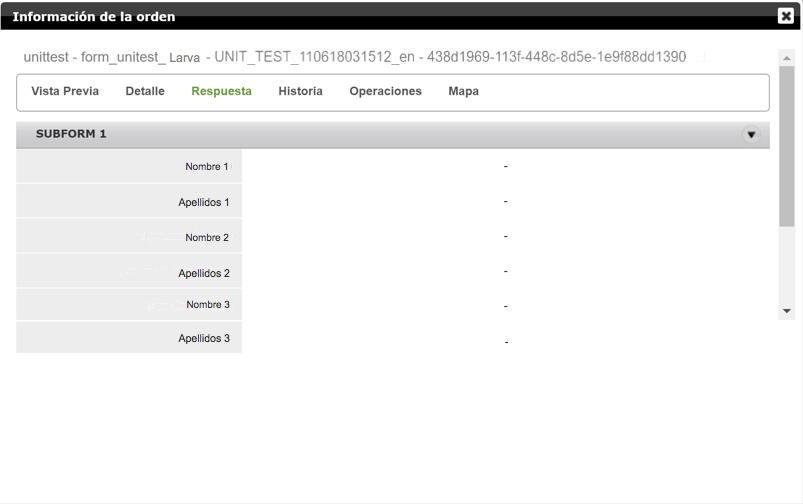 Información de la orden
unittest - form_unitest_ Larva - UNIT_TEST_110618031512_en - 438d1969-113f-448c-8d5e-1e9f88dd1390
Vista Previa Detalle Respuesta Historia Operaciones Mapa
SUBFORM 1
Nombre 1 -
Apellidos 1 -
Nombre 2 -
Apellidos 2 -
Nombre 3 -
Apellidos 3 -